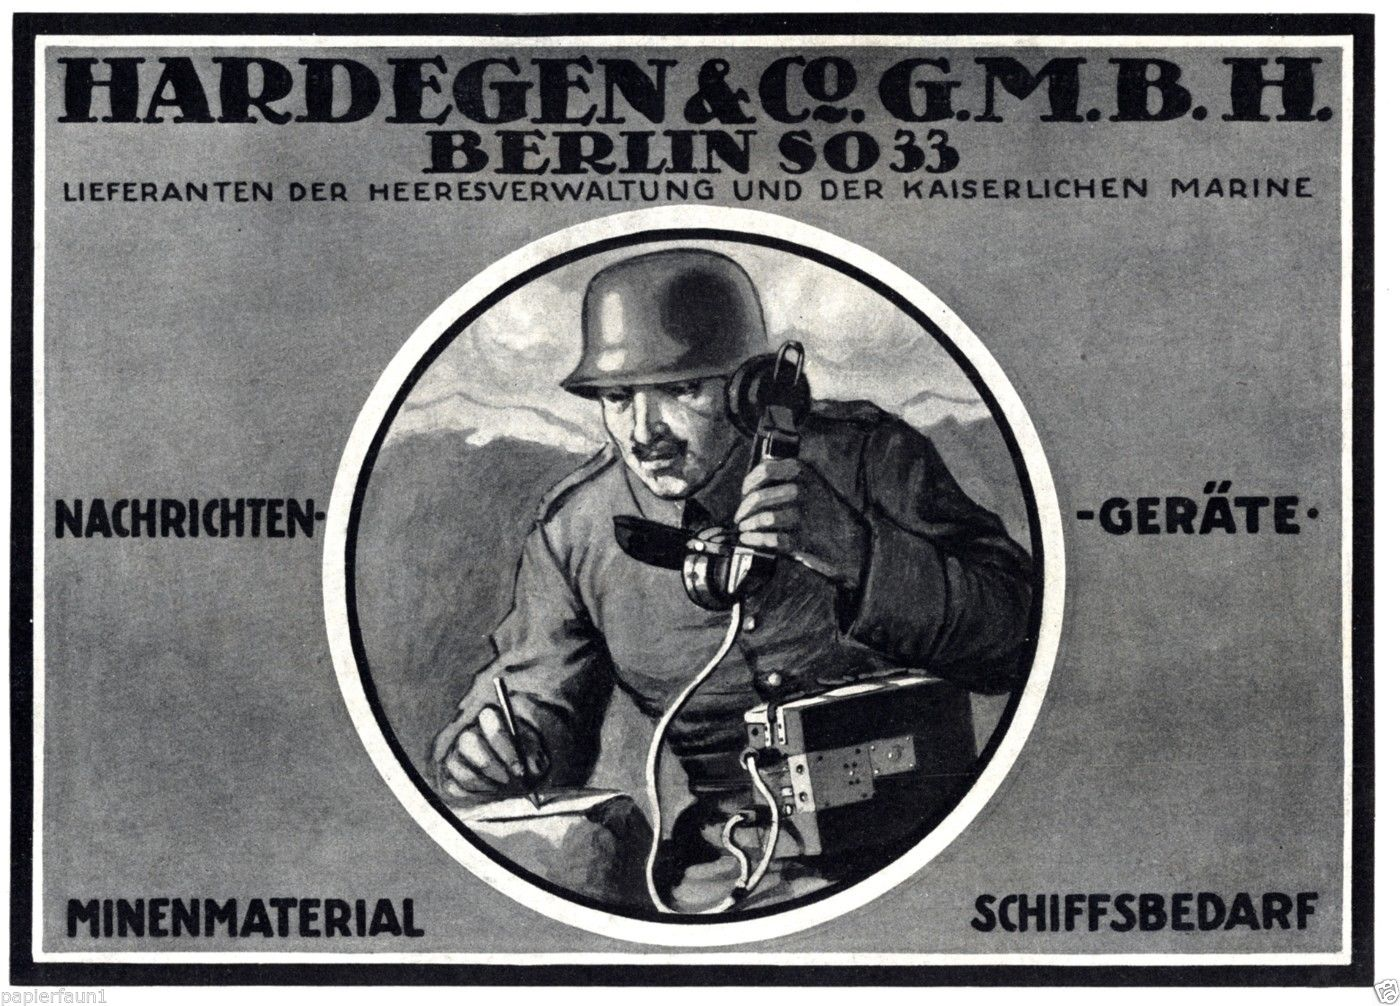 HARDEGEN & CO. G.M.B.H.
BERLIN SO 33
LIEFERANTEN DER HEERESVERWALTUNG UND DER KAISERLICHEN MARINE
NACHRICHTEN- -GERÄTE·
MINENMATERIAL SCHIFFSBEDARF
papierfaun1